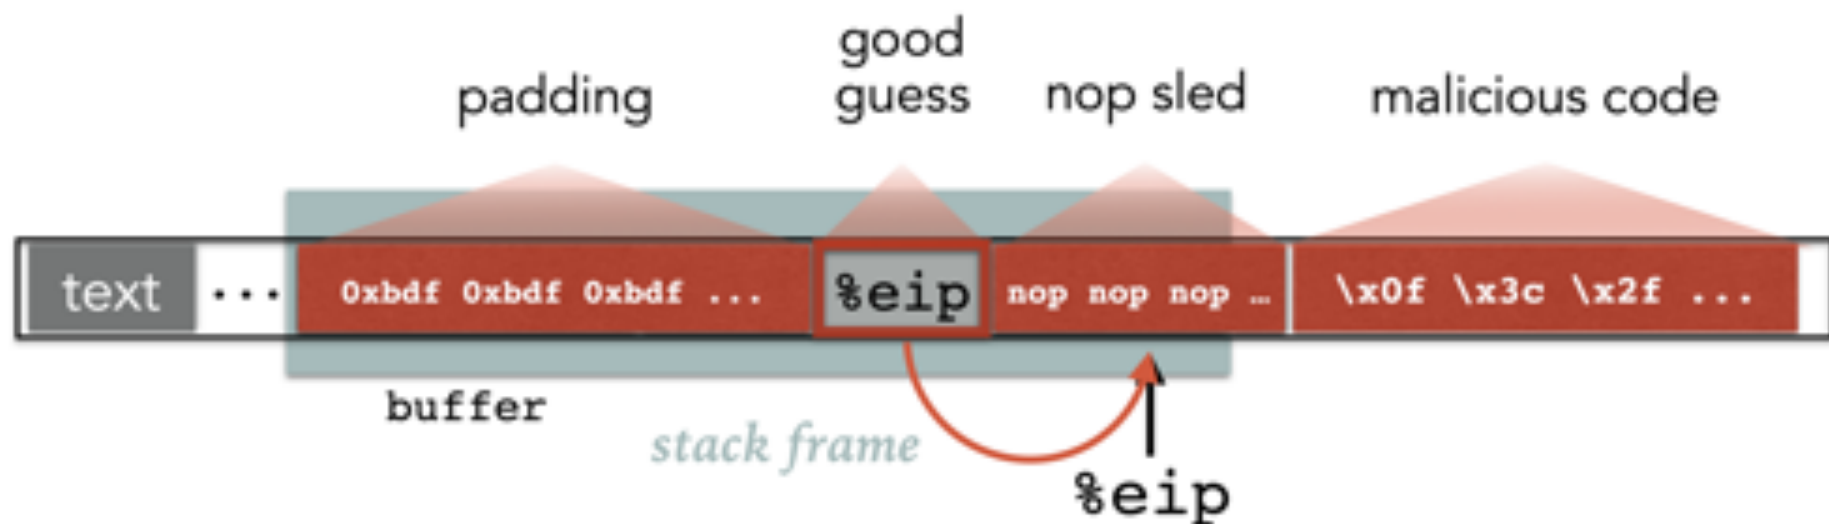 good
padding guess nop sled malicious code
text ... 0xbdf 0xbdf 0xbdf ... %eip nop nop nop ... \x0f \x3c \x2f ...
buffer
stack frame
%eip